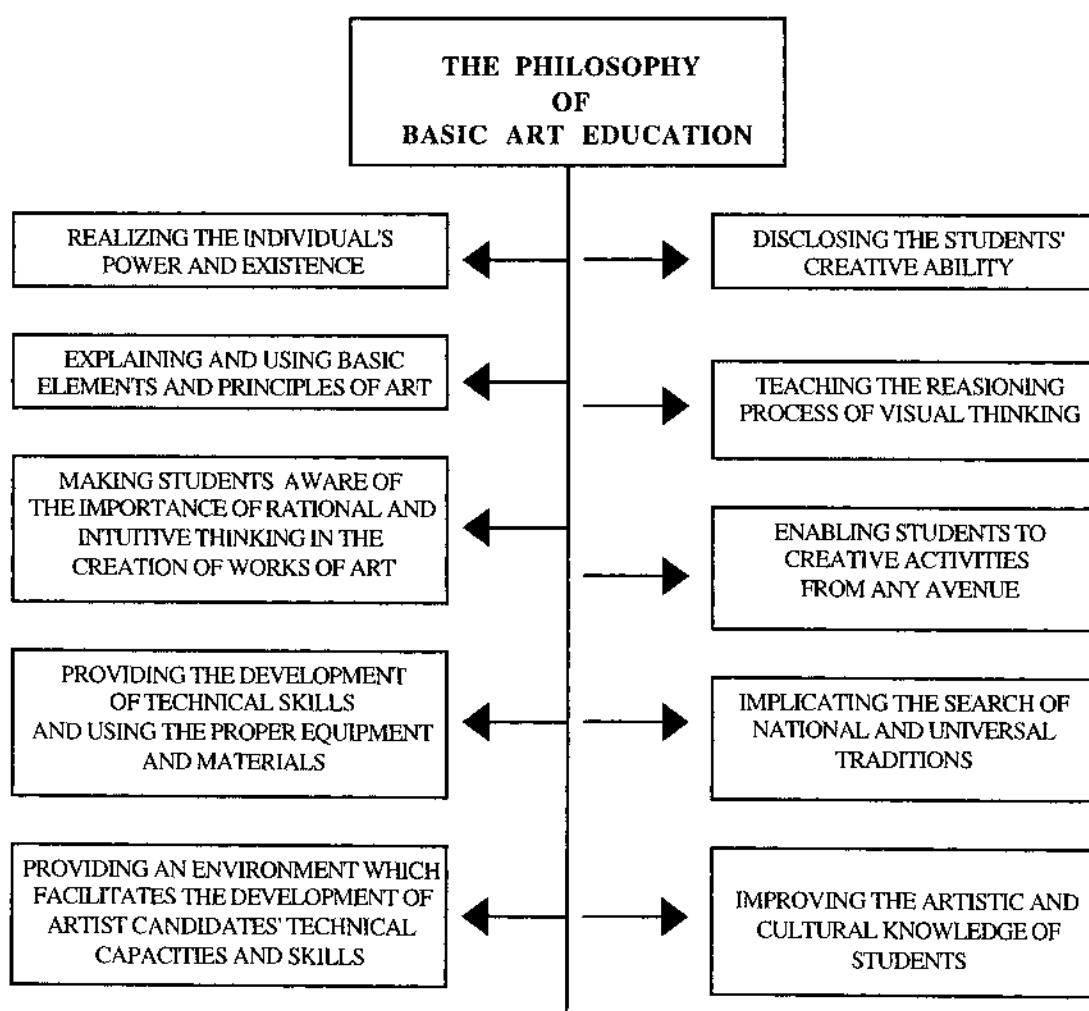 THE PHILOSOPHY
OF
BASIC ART EDUCATION
REALIZING THE INDIVIDUAL'S
POWER AND EXISTENCE
DISCLOSING THE STUDENTS'
CREATIVE ABILITY
EXPLAINING AND USING BASIC
ELEMENTS AND PRINCIPLES OF ART
TEACHING THE REASIONING
PROCESS OF VISUAL THINKING
MAKING STUDENTS AWARE OF
THE IMPORTANCE OF RATIONAL AND
INTUITIVE THINKING IN THE
CREATION OF WORKS OF ART
ENABLING STUDENTS TO
CREATIVE ACTIVITIES
FROM ANY AVENUE
PROVIDING THE DEVELOPMENT
OF TECHNICAL SKILLS
AND USING THE PROPER EQUIPMENT
AND MATERIALS
IMPLICATING THE SEARCH OF
NATIONAL AND UNIVERSAL
TRADITIONS
PROVIDING AN ENVIRONMENT WHICH
FACILITATES THE DEVELOPMENT OF
ARTIST CANDIDATES' TECHNICAL
CAPACITIES AND SKILLS
IMPROVING THE ARTISTIC AND
CULTURAL KNOWLEDGE OF
STUDENTS